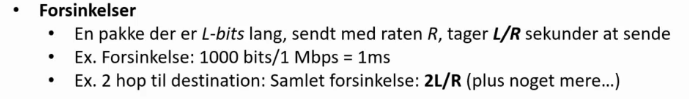 • Forsinkelser
• En pakke der er L-bits lang, sendt med raten R, tager L/R sekunder at sende
• Ex. Forsinkelse: 1000 bits/1 Mbps = 1ms
• Ex. 2 hop til destination: Samlet forsinkelse: 2L/R (plus noget mere…)